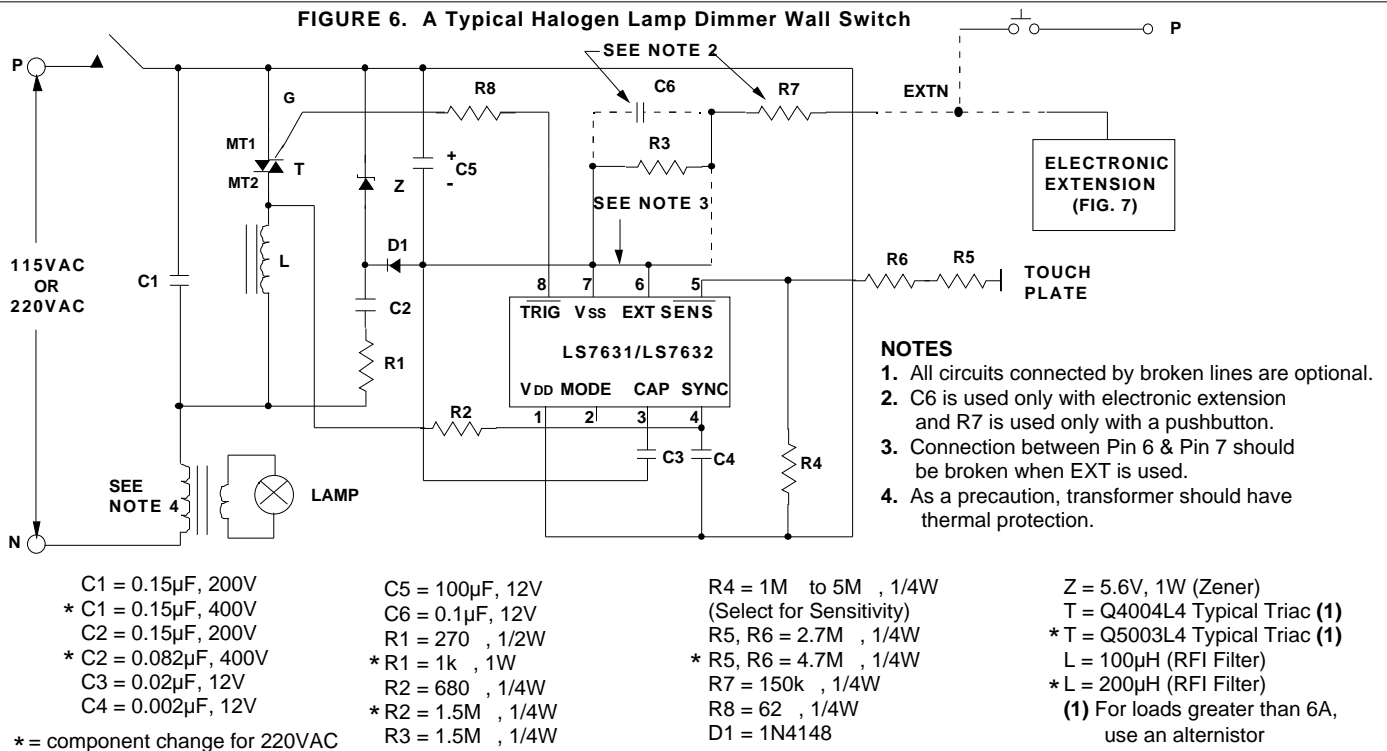 FIGURE 6. A Typical Halogen Lamp Dimmer Wall Switch
P
SEE NOTE 2
P
G
R8
C6
R7
EXTN
MT1
MT2
T
Z
+
-
C5
R3
ELECTRONIC
EXTENSION
(FIG. 7)
SEE NOTE 3
115VAC
OR
220VAC
C1
L
D1
C2
R1
8
7
6
5
TRIG
VSS
EXT
SENS
LS7631/LS7632
VDD
MODE
CAP
SYNC
1
2
3
4
R6
R5
TOUCH
PLATE
R2
C3
C4
R4
SEE
NOTE 4
LAMP
N
NOTES
1. All circuits connected by broken lines are optional.
2. C6 is used only with electronic extension
and R7 is used only with a pushbutton.
3. Connection between Pin 6 & Pin 7 should
be broken when EXT is used.
4. As a precaution, transformer should have
thermal protection.
C1 = 0.15µF, 200V
* C1 = 0.15µF, 400V
C2 = 0.15µF, 200V
* C2 = 0.082µF, 400V
C3 = 0.02µF, 12V
C4 = 0.002µF, 12V
* = component change for 220VAC
C5 = 100µF, 12V
C6 = 0.1µF, 12V
R1 = 270 , 1/2W
* R1 = 1k , 1W
R2 = 680 , 1/4W
* R2 = 1.5M , 1/4W
R3 = 1.5M , 1/4W
R4 = 1M to 5M , 1/4W
(Select for Sensitivity)
R5, R6 = 2.7M , 1/4W
* R5, R6 = 4.7M , 1/4W
R7 = 150k , 1/4W
R8 = 62 , 1/4W
D1 = 1N4148
Z = 5.6V, 1W (Zener)
T = Q4004L4 Typical Triac (1)
* T = Q5003L4 Typical Triac (1)
L = 100µH (RFI Filter)
* L = 200µH (RFI Filter)
(1) For loads greater than 6A,
use an alternistor